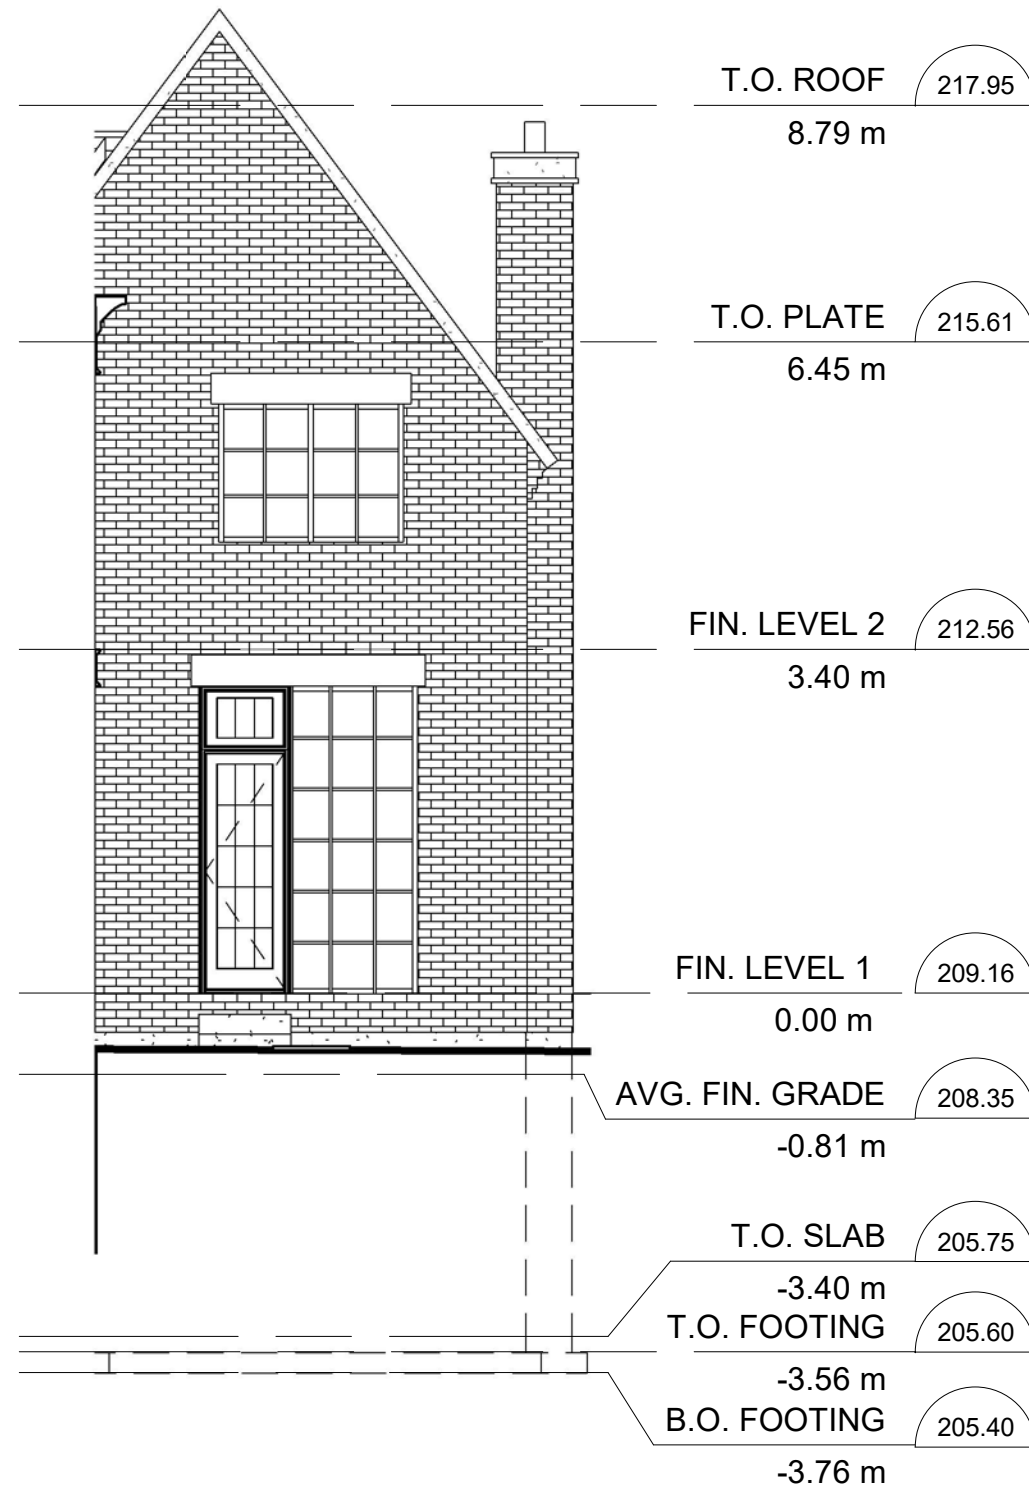 T.O. ROOF 217.95
8.79 m
T.O. PLATE 215.61
6.45 m
FIN. LEVEL 2 212.56
3.40 m
FIN. LEVEL 1 209.16
0.00 m
AVG. FIN. GRADE 208.35
-0.81 m
T.O. SLAB 205.75
-3.40 m
T.O. FOOTING 205.60
-3.56 m
B.O. FOOTING 205.40
-3.76 m